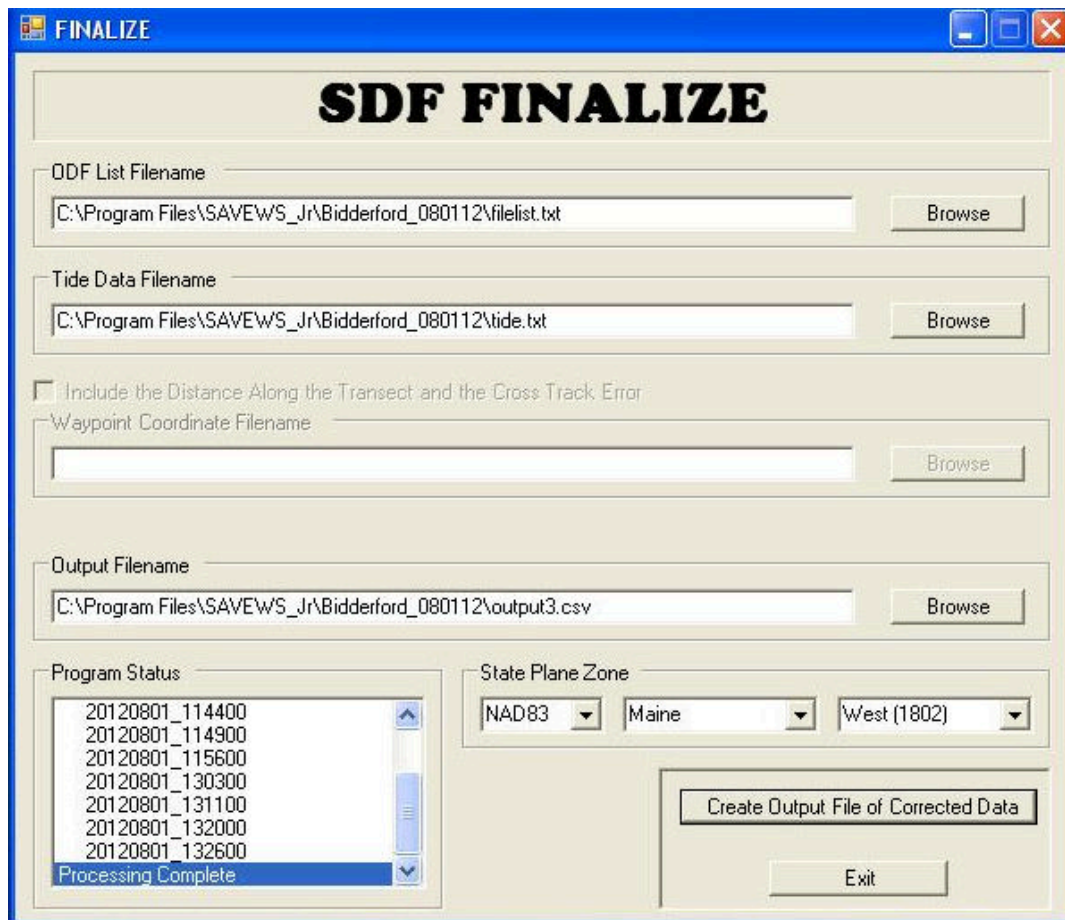 FINALIZE
SDF FINALIZE
ODF List Filename
C:\Program Files\SAVEWS_Jr\Bidderford_080112\filelist.txt
Browse
Tide Data Filename
C:\Program Files\SAVEWS_Jr\Bidderford_080112\tide.txt
Browse
Include the Distance Along the Transect and the Cross Track Error
Waypoint Coordinate Filename
Browse
Output Filename
C:\Program Files\SAVEWS_Jr\Bidderford_080112\output3.csv
Browse
Program Status
20120801_114400
20120801_114900
20120801_115600
20120801_130300
20120801_131100
20120801_132000
20120801_132600
Processing Complete
State Plane Zone
NAD83
Maine
West (1802)
Create Output File of Corrected Data
Exit